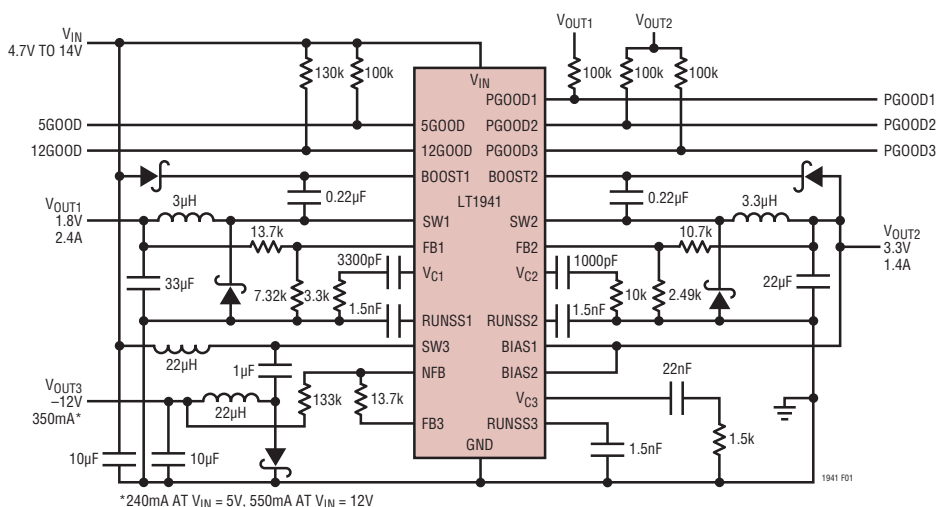 VIN
4.7V TO 14V
VOUT1
VOUT2
130k
100k
100k
100k
100k
VIN
PGOOD1
PGOOD1
5GOOD
5GOOD
PGOOD2
PGOOD2
12GOOD
12GOOD
PGOOD3
PGOOD3
BOOST1
BOOST2
LT1941
0.22µF
0.22µF
VOUT1
1.8V
2.4A
3µH
SW1
SW2
3.3µH
VOUT2
3.3V
1.4A
13.7k
FB1
FB2
10.7k
3300pF
VC1
VC2
1000pF
33µF
22µF
7.32k
3.3k
10k
2.49k
1.5nF
RUNSS1
RUNSS2
1.5nF
22µH
SW3
BIAS1
1µF
NFB
BIAS2
22nF
VOUT3
–12V
350mA*
22µH
133k
13.7k
VC3
FB3
RUNSS3
1.5k
10µF
10µF
GND
1.5nF
1941 F01
*240mA AT VIN = 5V, 550mA AT VIN = 12V